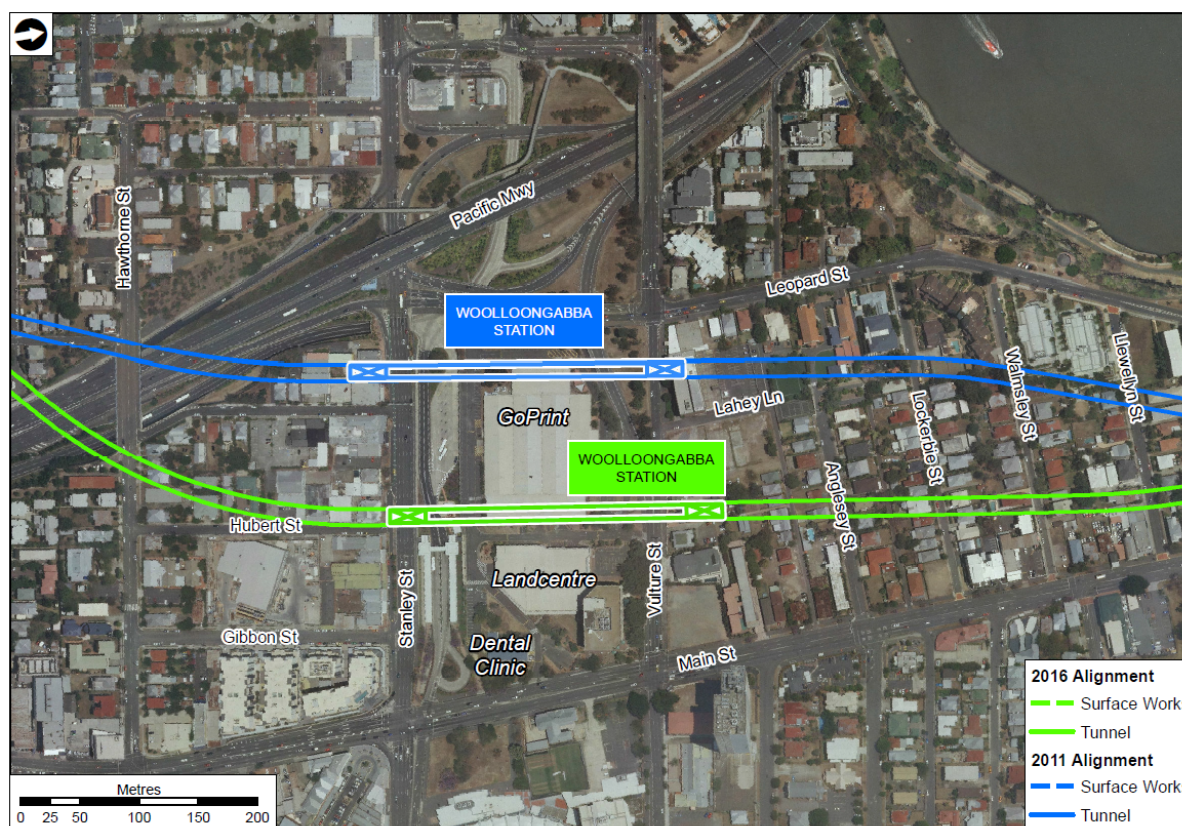 Hawthorne St
Pacific Mwy
Leopard St
WOOLLOONGABBA
STATION
Walmsley St
Llewellyn St
GoPrint
Lahey Ln
Lockerbie St
WOOLLOONGABBA
STATION
Anglesey St
Hubert St
Landcentre
Stanley St
Vulture St
Gibbon St
Dental
Clinic
Main St
2016 Alignment
Surface Work
Tunnel
2011 Alignment
Surface Work
Tunnel
Metres
0 25 50 100 150 200